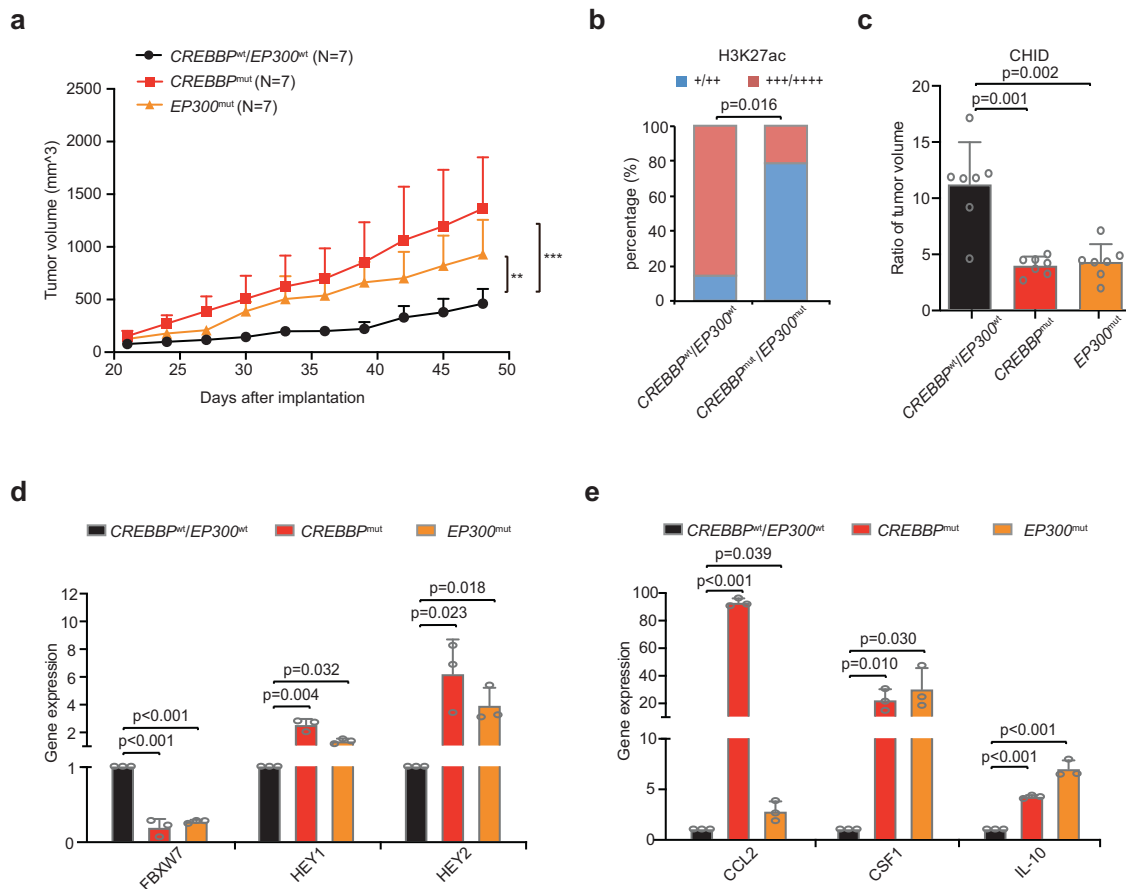 a
CREBBPwt/EP300wt (N=7)
CREBBPmut (N=7)
EP300mut (N=7)
2500
2000
1500
1000
500
0
Tumor volume (mm^3)
20 25 30 35 40 45 50
Days after implantation
**
***
b
H3K27ac
+/++ +++/++++
p=0.016
100
80
60
40
20
0
percentage (%)
CREBBPwt/EP300wt
CREBBPmut/EP300mut
c
CHID
p=0.002
p=0.001
20
15
10
5
0
Ratio of tumor volume
CREBBPwt/EP300wt
CREBBPmut
EP300mut
d
CREBBPwt/EP300wt CREBBPmut EP300mut
12
10
8
6
4
2
1
0
Gene expression
p<0.001
p<0.001
p=0.032
p=0.004
p=0.018
p=0.023
FBXW7
HEY1
HEY2
e
CREBBPwt/EP300wt CREBBPmut EP300mut
100
80
60
40
20
10
5
0
Gene expression
p=0.039
p<0.001
p=0.030
p=0.010
p<0.001
p<0.001
CCL2
CSF1
IL-10